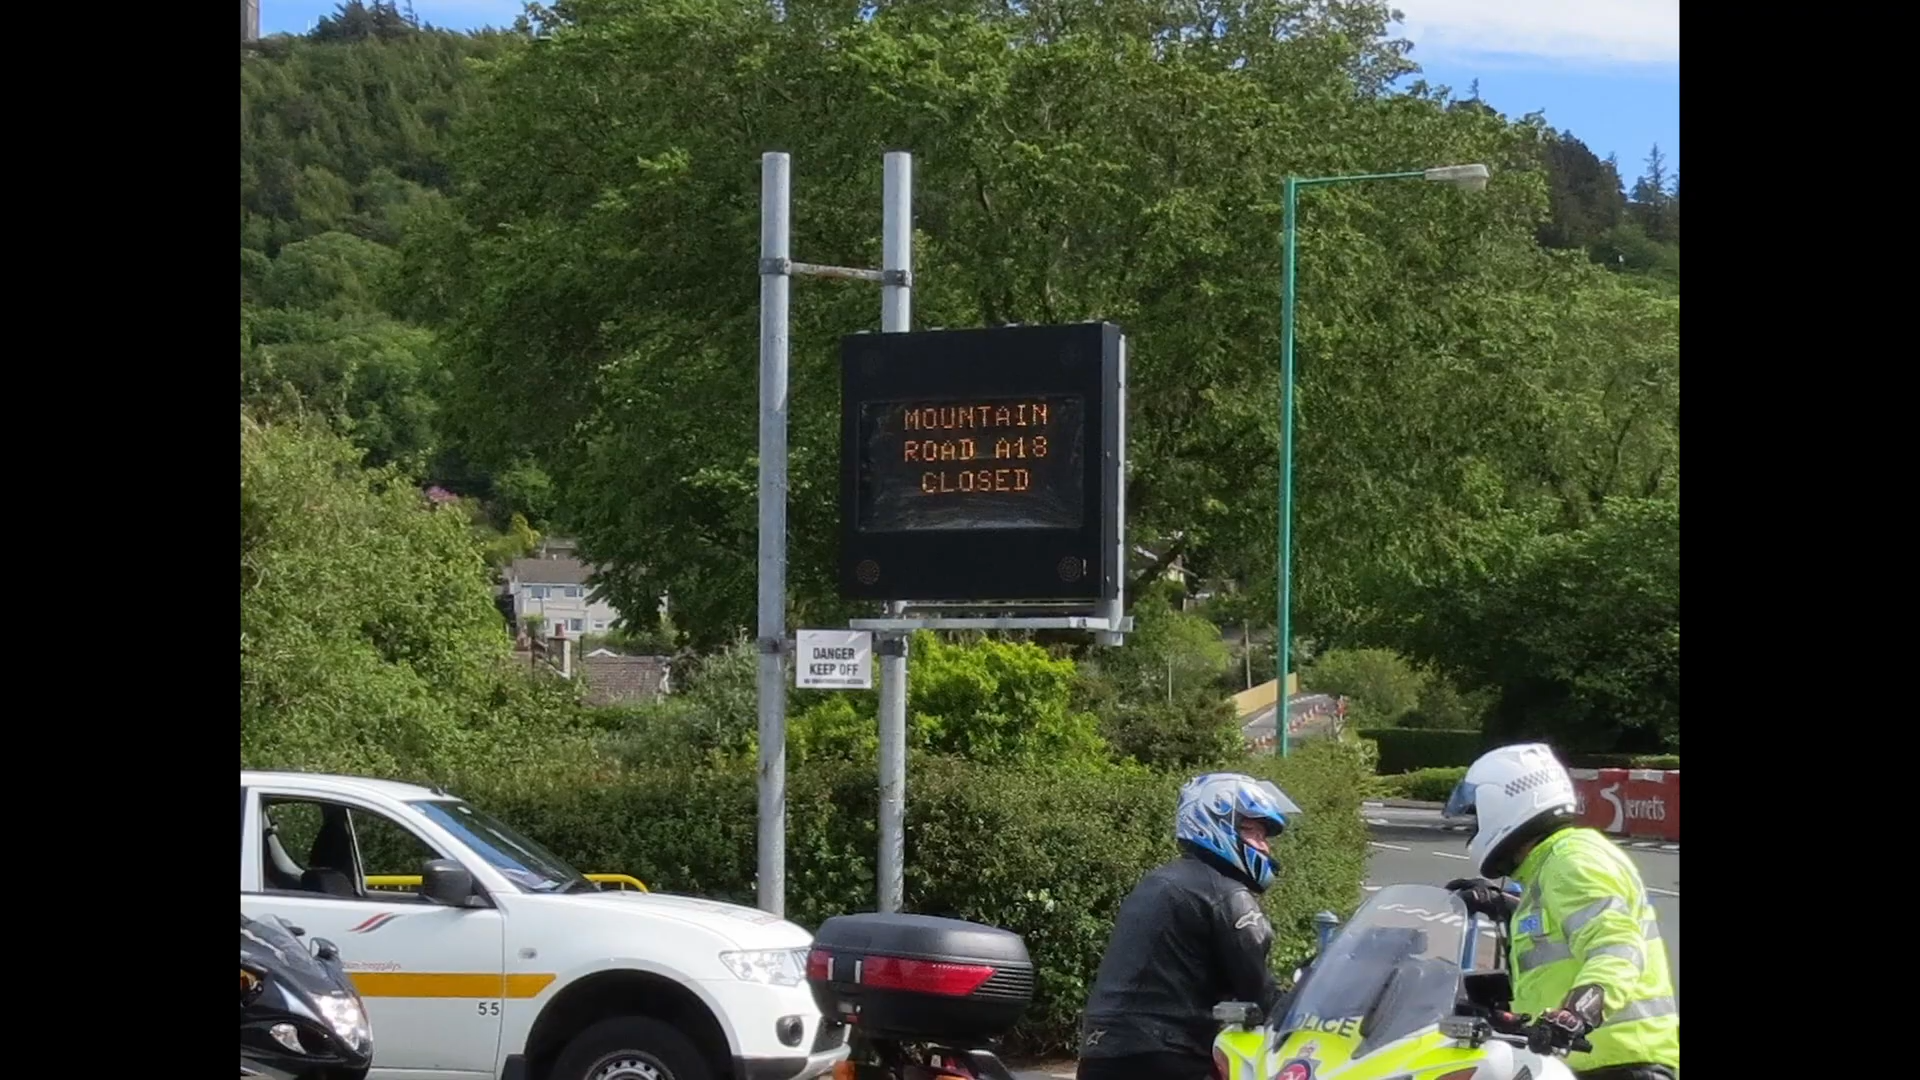 MOUNTAIN
ROAD A18
CLOSED
DANGER
KEEP OFF
55
POLICE